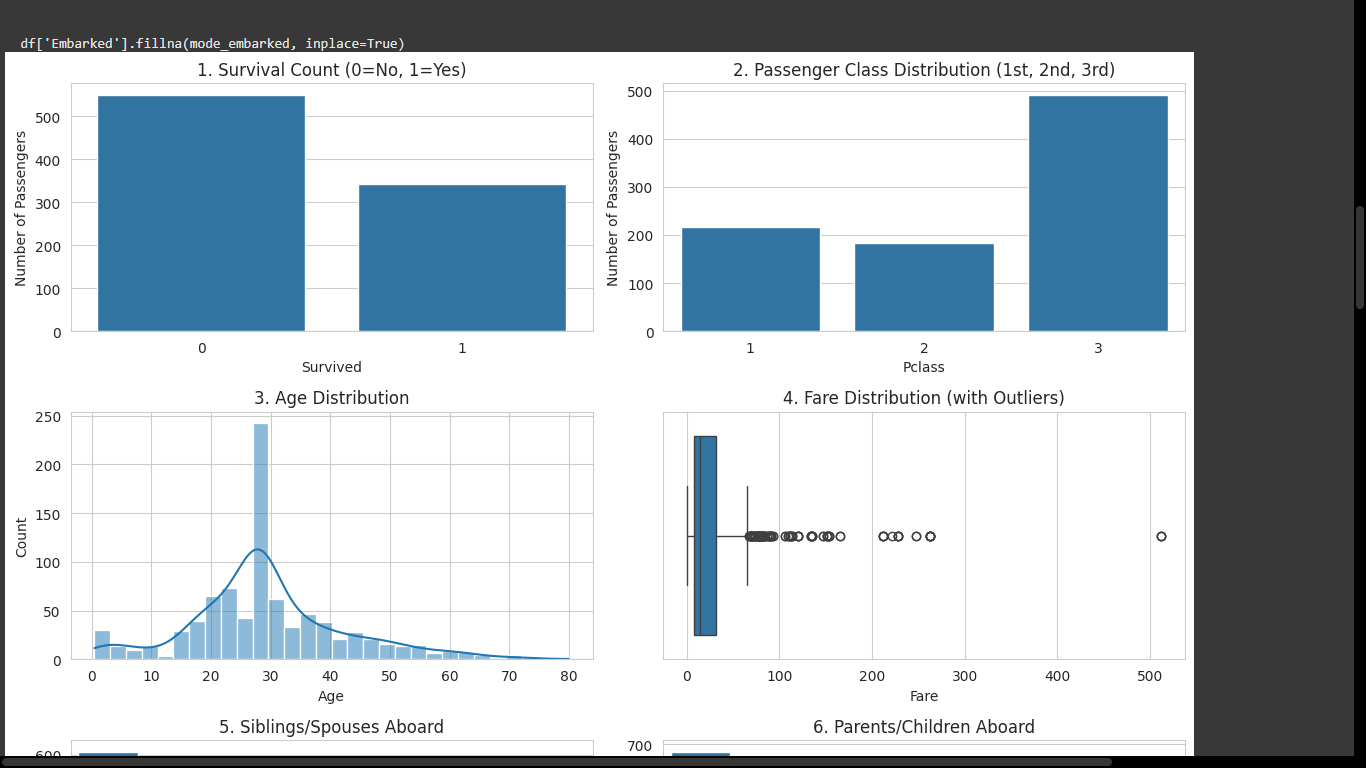 df['Embarked'].fillna(mode_embarked, inplace=True)
1. Survival Count (0=No, 1=Yes)
Number of Passengers
500
400
300
200
100
0
0 1
Survived
2. Passenger Class Distribution (1st, 2nd, 3rd)
Number of Passengers
500
400
300
200
100
0
1 2 3
Pclass
3. Age Distribution
Count
250
200
150
100
50
0
0 10 20 30 40 50 60 70 80
Age
4. Fare Distribution (with Outliers)
0 100 200 300 400 500
Fare
5. Siblings/Spouses Aboard
600
6. Parents/Children Aboard
700